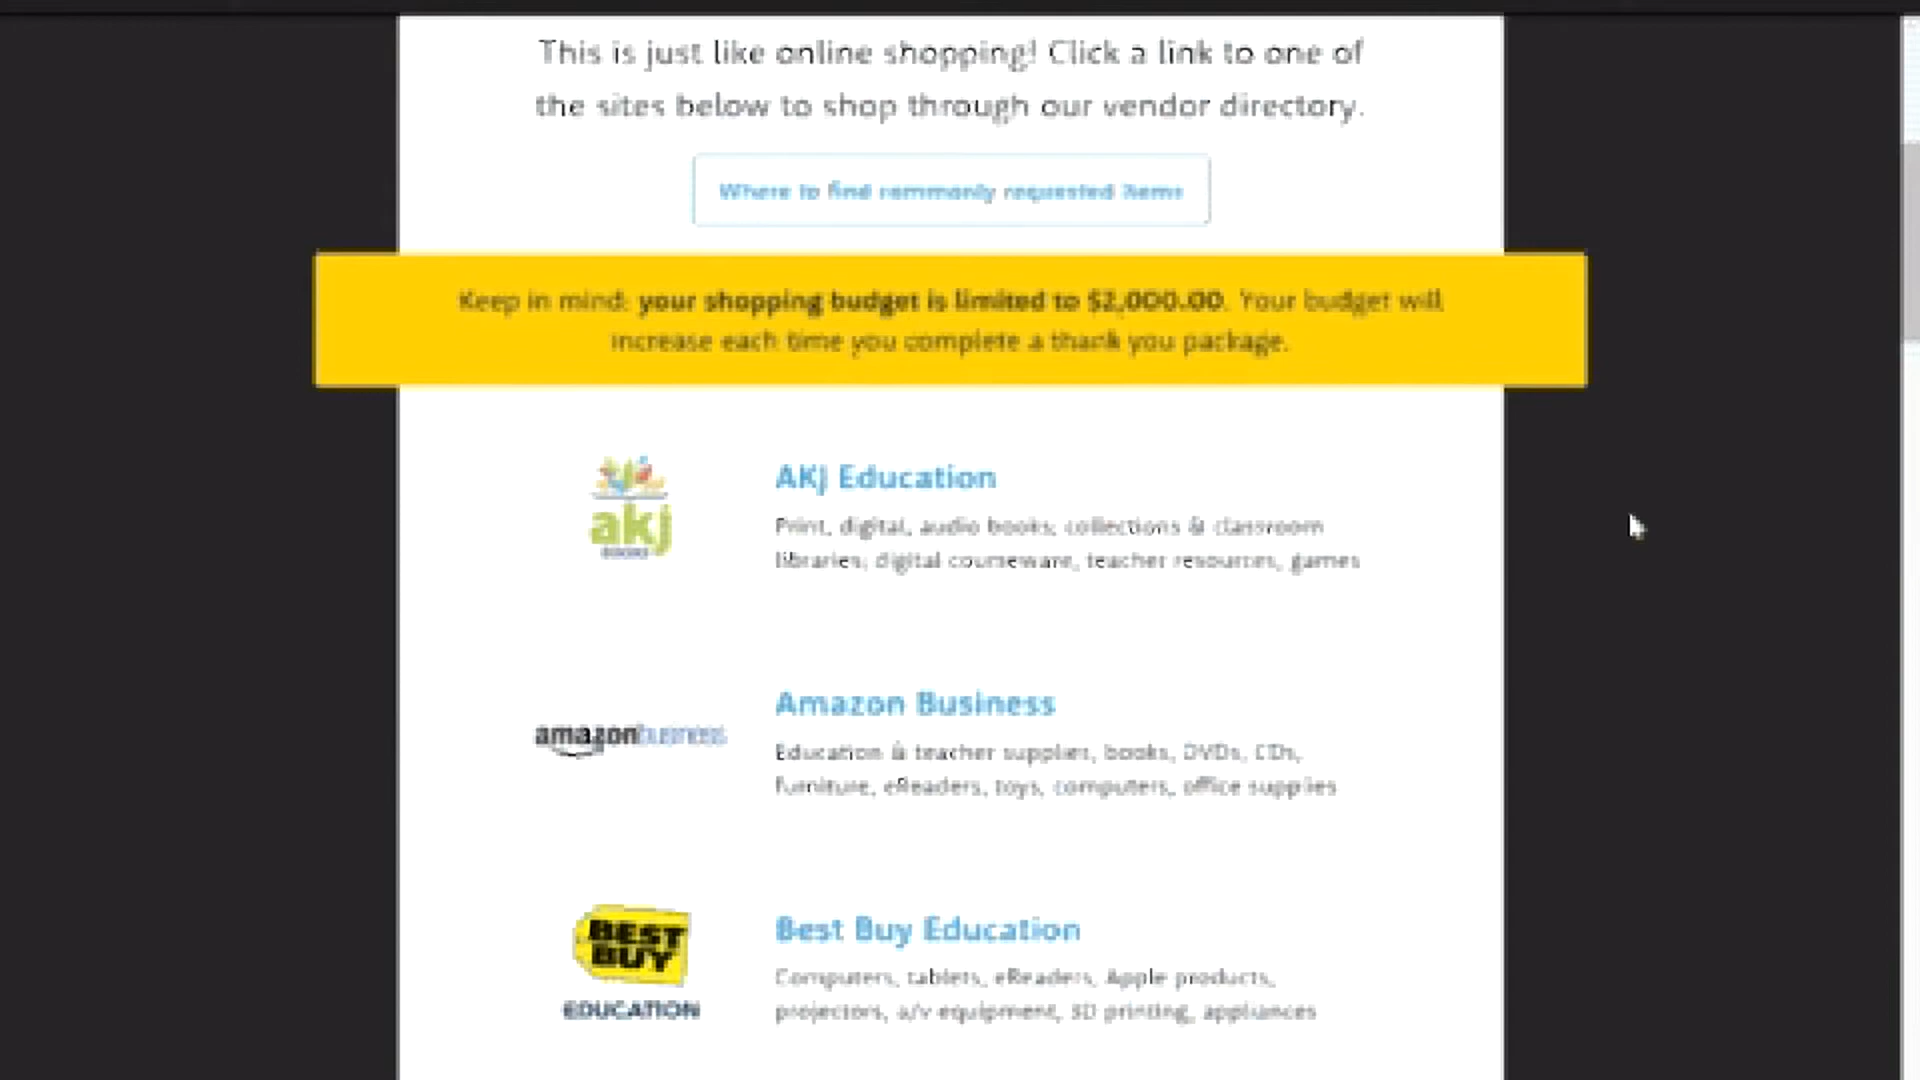 This is just like online shopping! Click a link to one of
the sites below to shop through our vendor directory.
Where to find commonly requested items
Keep in mind: your shopping budget is limited to $2,000.00. Your budget will
increase each time you complete a thank you package.
akj
BOOKS
AKJ Education
Print, digital, audio books; collections & classroom
libraries; digital courseware, teacher resources, games
amazonbusiness
Amazon Business
Education & teacher supplies, books, DVDs, CDs,
furniture, eReaders, toys, computers, office supplies
BEST
BUY
EDUCATION
Best Buy Education
Computers, tablets, eReaders, Apple products,
projectors, a/v equipment, 3D printing, appliances